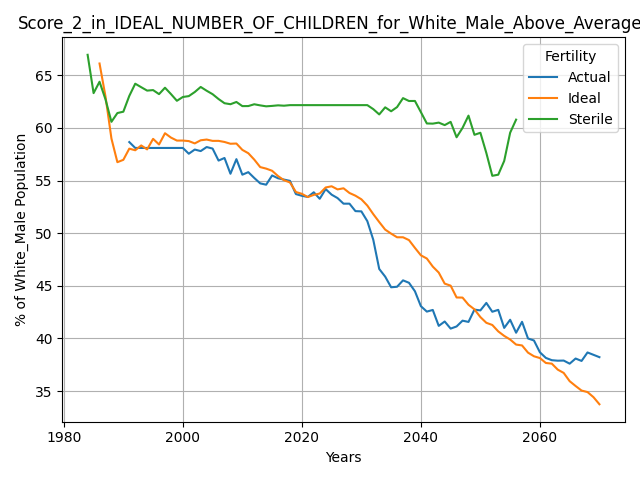 Score_2_in_IDEAL_NUMBER_OF_CHILDREN_for_White_Male_Above_Average
Fertility
Actual
Ideal
Sterile
% of White_Male Population
65
60
55
50
45
40
35
1980
2000
2020
2040
2060
Years